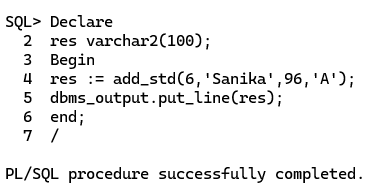 SQL> Declare
  2  res varchar2(100);
  3  Begin
  4  res := add_std(6,'Sanika',96,'A');
  5  dbms_output.put_line(res);
  6  end;
  7  /
PL/SQL procedure successfully completed.